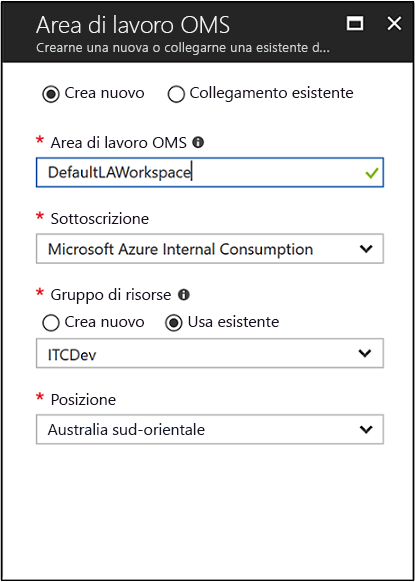 Area di lavoro OMS
Crearne una nuova o collegarne una esistente d...
Crea nuovo Collegamento esistente
* Area di lavoro OMS
DefaultLAWorkspace
* Sottoscrizione
Microsoft Azure Internal Consumption
* Gruppo di risorse
Crea nuovo Usa esistente
ITCDev
* Posizione
Australia sud-orientale